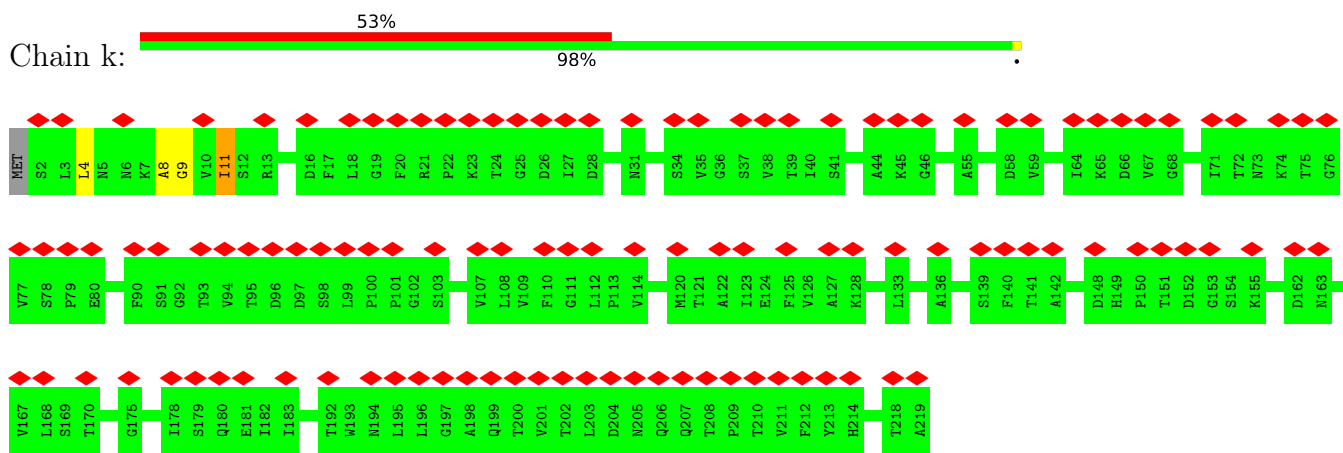 53%
Chain k:
98% •
MET S2 L3 L4 N5 N6 K7 A8 G9 V10 I11 S12 R13 D16 F17 L18 G19 F20 R21 P22 K23 T24 G25 D26 I27 D28 N31 S34 V35 G36 S37 V38 T39 I40 S41 A44 K45 G46 A55 D58 V59 I64 K65 D66 V67 G68 I71 T72 N73 K74 T75 G76
V77 S78 P79 E80 F90 S91 G92 T93 V94 T95 D96 D97 S98 L99 P100 P101 G102 S103 V107 L108 V109 F110 G111 L112 P113 V114 M120 T121 A122 I123 E124 F125 V126 A127 K128 L133 A136 S139 F140 T141 A142 D148 H149 P150 T151 D152 G153 S154 K155 D162 N163
V167 L168 S169 T170 G175 I178 S179 Q180 E181 I182 I183 T192 W193 N194 L195 L196 G197 A198 Q199 T200 V201 T202 L203 D204 N205 Q206 Q207 T208 P209 T210 V211 F212 Y213 H214 T218 A219